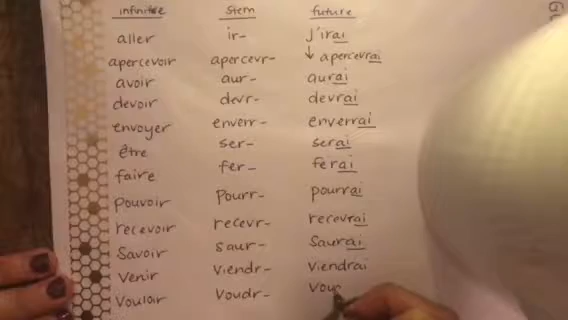 infinitive stem future
aller ir- j'irai
apercevoir apercevr- ↓ apercevrai
avoir aur- aurai
devoir devr- devrai
envoyer enverr- enverrai
être ser- serai
faire fer- ferai
pouvoir pourr- pourrai
recevoir recevr- recevrai
savoir saur- saurai
venir viendr- viendrai
vouloir voudr- vou